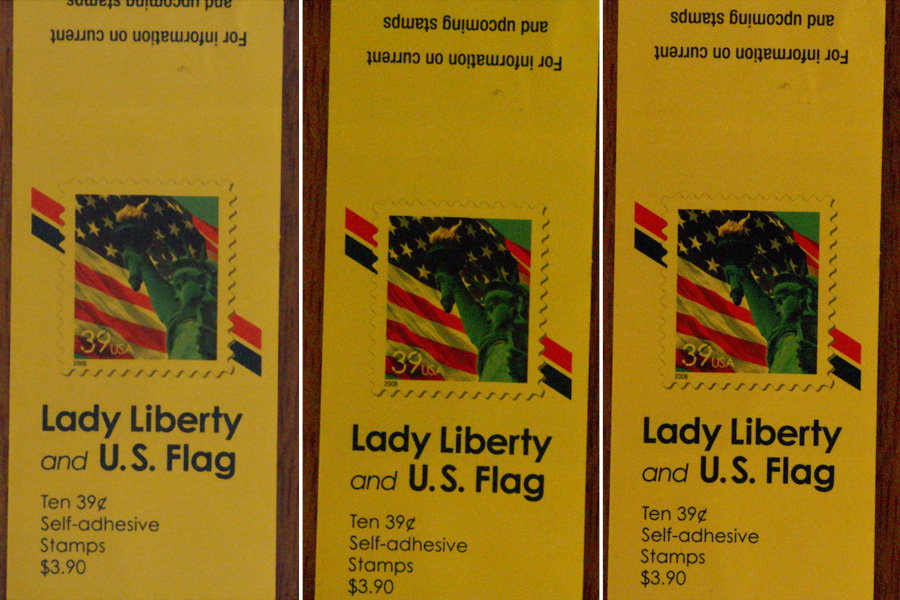 and upcoming stamps
For information on current
39 USA
2006
Lady Liberty
and U.S. Flag
Ten 39¢
Self-adhesive
Stamps
$3.90
and upcoming stamps
For information on current
39 USA
2006
Lady Liberty
and U.S. Flag
Ten 39¢
Self-adhesive
Stamps
$3.90
and upcoming stamps
For information on current
39 USA
2006
Lady Liberty
and U.S. Flag
Ten 39¢
Self-adhesive
Stamps
$3.90